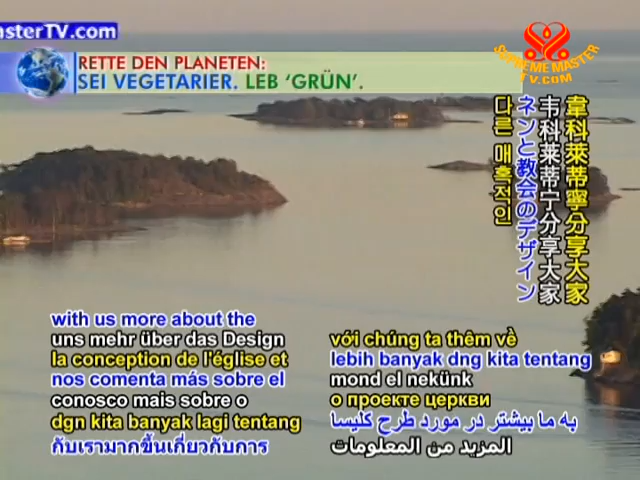 sterTV.com
RETTE DEN PLANETEN:
SEI VEGETARIER. LEB ‘GRÜN’.
SUPREME MASTER
TV.COM
韋科萊蒂寧分享大家
韦科莱蒂宁分享大家
ネンと教会のデザイン
다른 매혹적인
with us more about the
uns mehr über das Design
la conception de l'église et
nos comenta más sobre el
conosco mais sobre o
dgn kita banyak lagi tentang
กับเรามากขึ้นเกี่ยวกับการ
với chúng ta thêm về
lebih banyak dng kita tentang
mond el nekünk
о проекте церкви
به ما بیشتر در مورد طرح کلیسا
المزيد من المعلومات